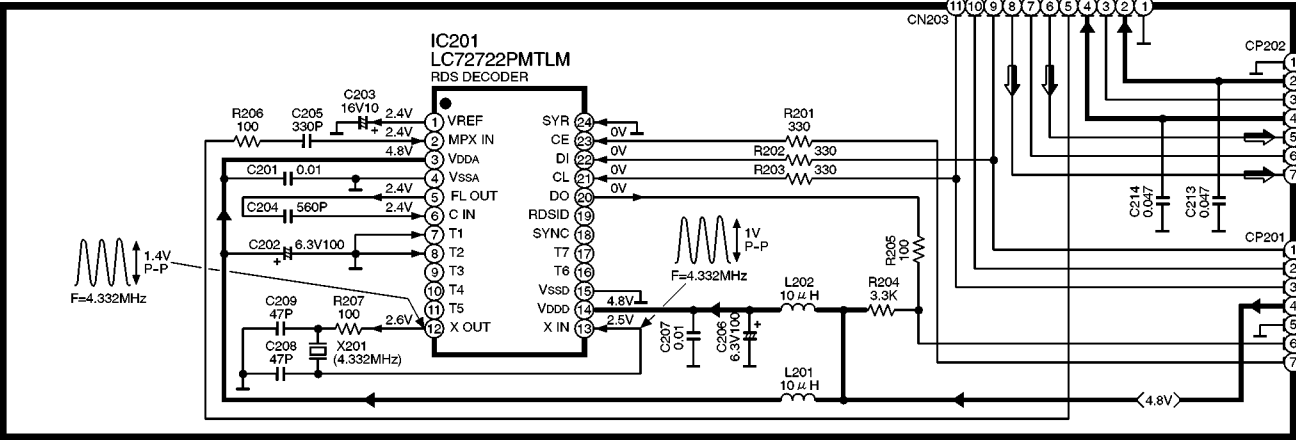 11 10 9 8 7 6 5 4 3 2 1
CN203
IC201
LC72722PMTLM
RDS DECODER
CP202
1
2
3
4
5
6
7
C203
16V10
+
2.4V
R206
100
C205
330P
2.4V
4.8V
C201 0.01
2.4V
C204 560P
2.4V
C202 6.3V100
+
1 VREF
2 MPX IN
3 VDDA
4 VSSA
5 FL OUT
6 C IN
7 T1
8 T2
9 T3
10 T4
11 T5
12 X OUT
SYR 24
CE 23
DI 22
CL 21
DO 20
RDSID 19
SYNC 18
T7 17
T6 16
VSSD 15
VDDD 14
X IN 13
0V
0V
0V
0V
4.8V
2.5V
R201
330
R202 330
R203 330
C214
0.047
C213
0.047
1.4V
P-P
F=4.332MHz
1V
P-P
F=4.332MHz
R205
100
R204
3.3K
L202
10 μ H
C207
0.01
C206
6.3V100
+
C209
47P
R207
100
2.6V
C208
47P
X201
(4.332MHz)
L201
10 μ H
4.8V
CP201
1
2
3
4
5
6
7